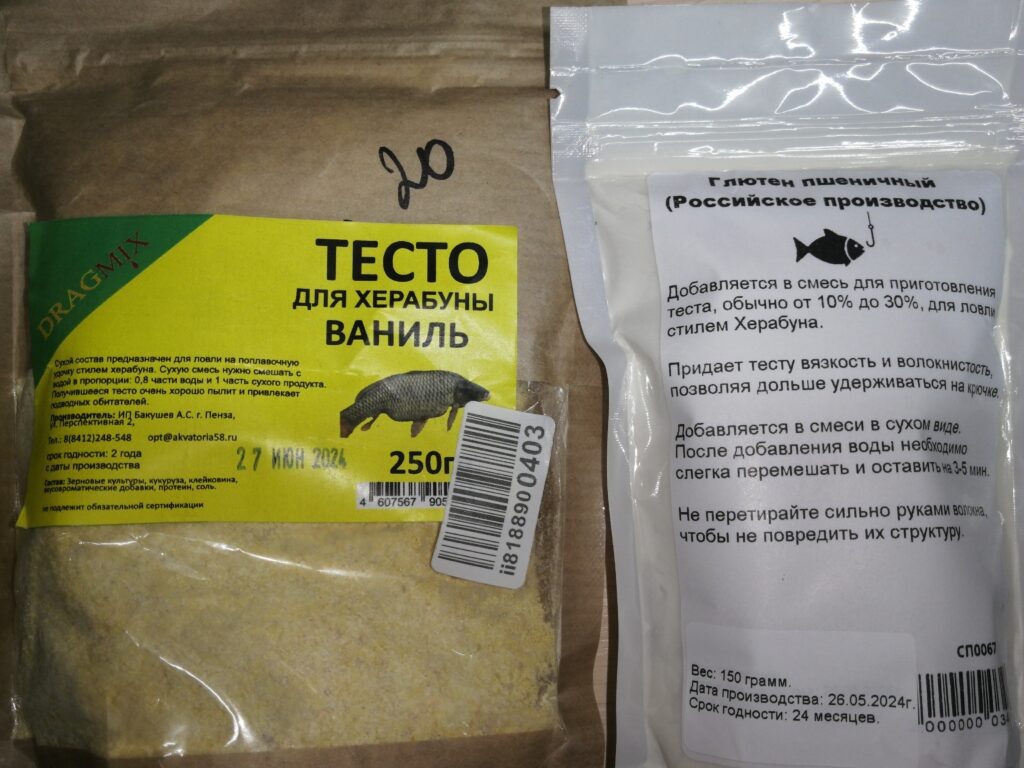 20
DRAGMIX
ТЕСТО
ДЛЯ ХЕРАБУНЫ
ВАНИЛЬ
Сухой состав предназначен для ловли на поплавочную
удочку стилем херабуна. Сухую смесь нужно смешать с
водой в пропорции: 0,8 части воды и 1 часть сухого продукта.
Получившееся тесто очень хорошо пылит и привлекает
подводных обитателей.
Производитель: ИП Бакушев А.С. г. Пенза,
ул. Перспективная 2,
Тел.: 8(8412)248-548 opt@akvatoria58.ru
срок годности: 2 года
с даты производства
27 ИЮН 2024
250г
Состав: Зерновые культуры, кукуруза, клейковина,
вкусовроматические добавки, протеин, соль.
не подлежит обязательной сертификации
4 607567 905
ii8188900403
Глютен пшеничный
(Российское производство)
Добавляется в смесь для приготовления
теста, обычно от 10% до 30%, для ловли
стилем Херабуна.
Придает тесту вязкость и волокнистость,
позволяя дольше удерживаться на крючке.
Добавляется в смеси в сухом виде.
После добавления воды необходимо
слегка перемешать и оставить на 3-5 мин.
Не перетирайте сильно руками волокна,
чтобы не повредить их структуру.
СП0067
Вес: 150 грамм.
Дата производства: 26.05.2024г.
Срок годности: 24 месяцев.
000000 03